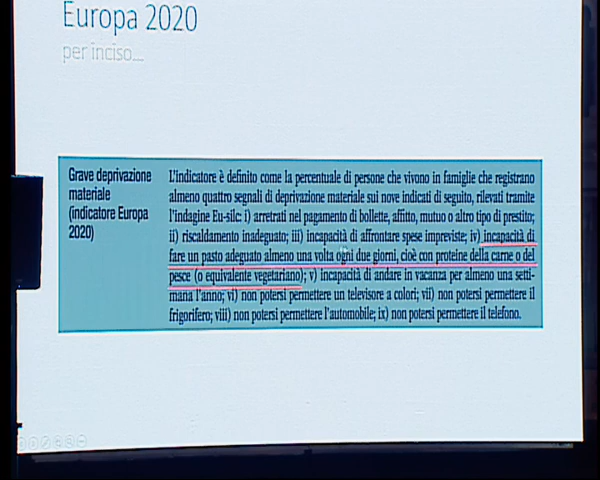 Europa 2020
per inciso....
Grave deprivazione
materiale
(indicatore Europa
2020)
L'indicatore è definito come la percentuale di persone che vivono in famiglie che registrano
almeno quattro segnali di deprivazione materiale sui nove indicati di seguito, rilevati tramite
l'indagine Eu-silc: i) arretrati nel pagamento di bollette, affitto, mutuo o altro tipo di prestito;
ii) riscaldamento inadeguato; iii) incapacità di affrontare spese impreviste; iv) incapacità di
fare un pasto adeguato almeno una volta ogni due giorni, cioè con proteine della carne o del
pesce (o equivalente vegetariano); v) incapacità di andare in vacanza per almeno una setti-
mana l'anno; vi) non potersi permettere un televisore a colori; vii) non potersi permettere il
frigorifero; viii) non potersi permettere l'automobile; ix) non potersi permettere il telefono.